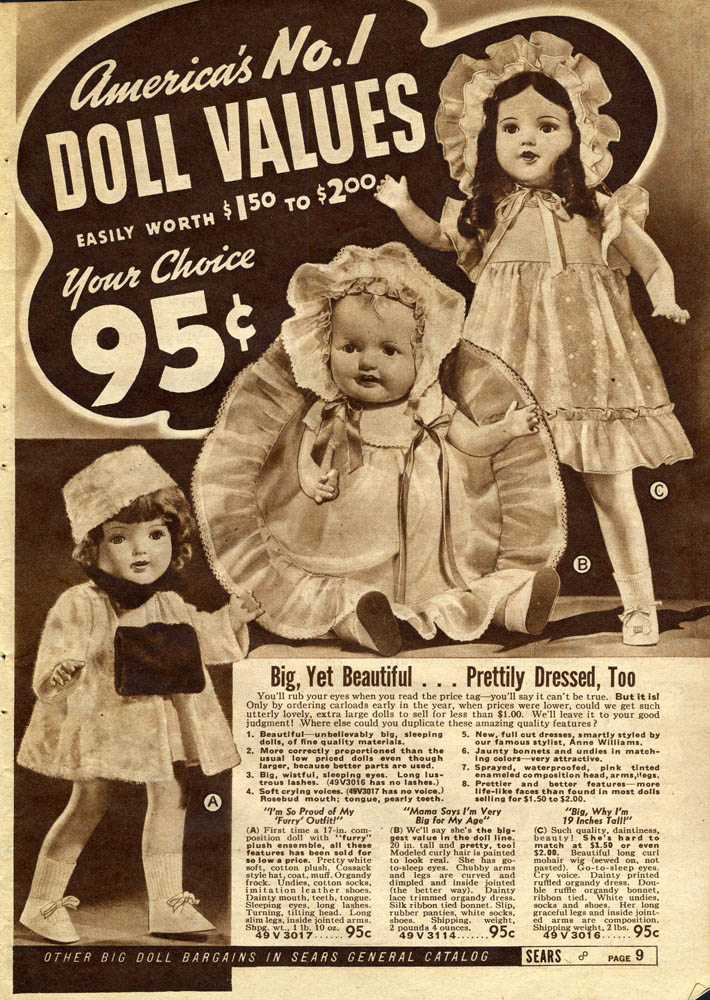 America's No. 1
DOLL VALUES
EASILY WORTH $1.50 TO $2.00
Your Choice
95¢
C
B
A
Big, Yet Beautiful . . . Prettily Dressed, Too
You'll rub your eyes when you read the price tag—you'll say it can't be true. But it is!
Only by ordering carloads early in the year, when prices were lower, could we get such
utterly lovely, extra large dolls to sell for less than $1.00. We'll leave it to your good
judgment! Where else could you duplicate these amazing quality features?
1. Beautiful—unbelievably big, sleeping
dolls, of fine quality materials.
2. More correctly proportioned than the
usual low priced dolls even though
larger, because better parts are used.
3. Big, wistful, sleeping eyes. Long lus-
trous lashes. (49V3016 has no lashes.)
4. Soft crying voices. (49V3017 has no voice.)
Rosebud mouth; tongue, pearly teeth.
5. New, full cut dresses, smartly styled by
our famous stylist, Anne Williams.
6. Jaunty bonnets and undies in match-
ing colors—very attractive.
7. Sprayed, waterproofed, pink tinted
enameled composition head, arms, legs.
8. Prettier and better features—more
life-like faces than found in most dolls
selling for $1.50 to $2.00.
"I'm So Proud of My
'Furry' Outfit!"
(A) First time a 17-in. com-
position doll with "furry"
plush ensemble, all these
features has been sold for
so low a price. Pretty white
soft, cotton plush, Cossack
style hat, coat, muff. Organdy
frock. Undies, cotton socks,
imitation leather shoes.
Dainty mouth, teeth, tongue.
Sleeping eyes, long lashes.
Turning, tilting head. Long
slim legs, inside jointed arms.
Shpg. wt., 1 lb. 10 oz.
49 V 3017......95c
"Mama Says I'm Very
Big for My Age"
(B) We'll say she's the big-
gest value in the doll line.
20 in. tall and pretty, too!
Modeled curly hair is painted
to look real. She has go-
to-sleep eyes. Chubby arms
and legs are curved and
dimpled and inside jointed
(the better way). Dainty
lace trimmed organdy dress.
Silk ribbon tied bonnet. Slip,
rubber panties, white socks,
shoes. Shipping weight,
2 pounds 4 ounces.
49 V 3114......95c
"Big, Why I'm
19 Inches Tall!"
(C) Such quality, daintiness,
beauty! She's hard to
match at $1.50 or even
$2.00. Beautiful long curl
mohair wig (sewed on, not
pasted). Go-to-sleep eyes.
Cry voice. Dainty printed
ruffled organdy dress. Dou-
ble ruffle organdy bonnet,
ribbon tied. White undies,
socks and shoes. Her long
graceful legs and inside joint-
ed arms are composition.
Shipping weight, 2 lbs.
49 V 3016......95c
OTHER BIG DOLL BARGAINS IN SEARS GENERAL CATALOG
SEARS PAGE 9